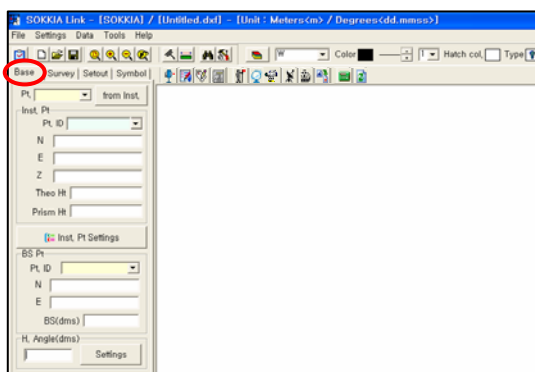 SOKKIA Link - [SOKKIA] / [Untitled.dxf] - [Unit : Meters<m> / Degrees<dd.mmss>]
File Settings Data Tools Help
W Color 1 Hatch col, Type
Base Survey Setout Symbol
Pt, from Inst,
Inst, Pt
Pt, ID
N
E
Z
Theo Ht
Prism Ht
Inst, Pt Settings
BS Pt
Pt, ID
N
E
BS(dms)
H, Angle(dms)
Settings